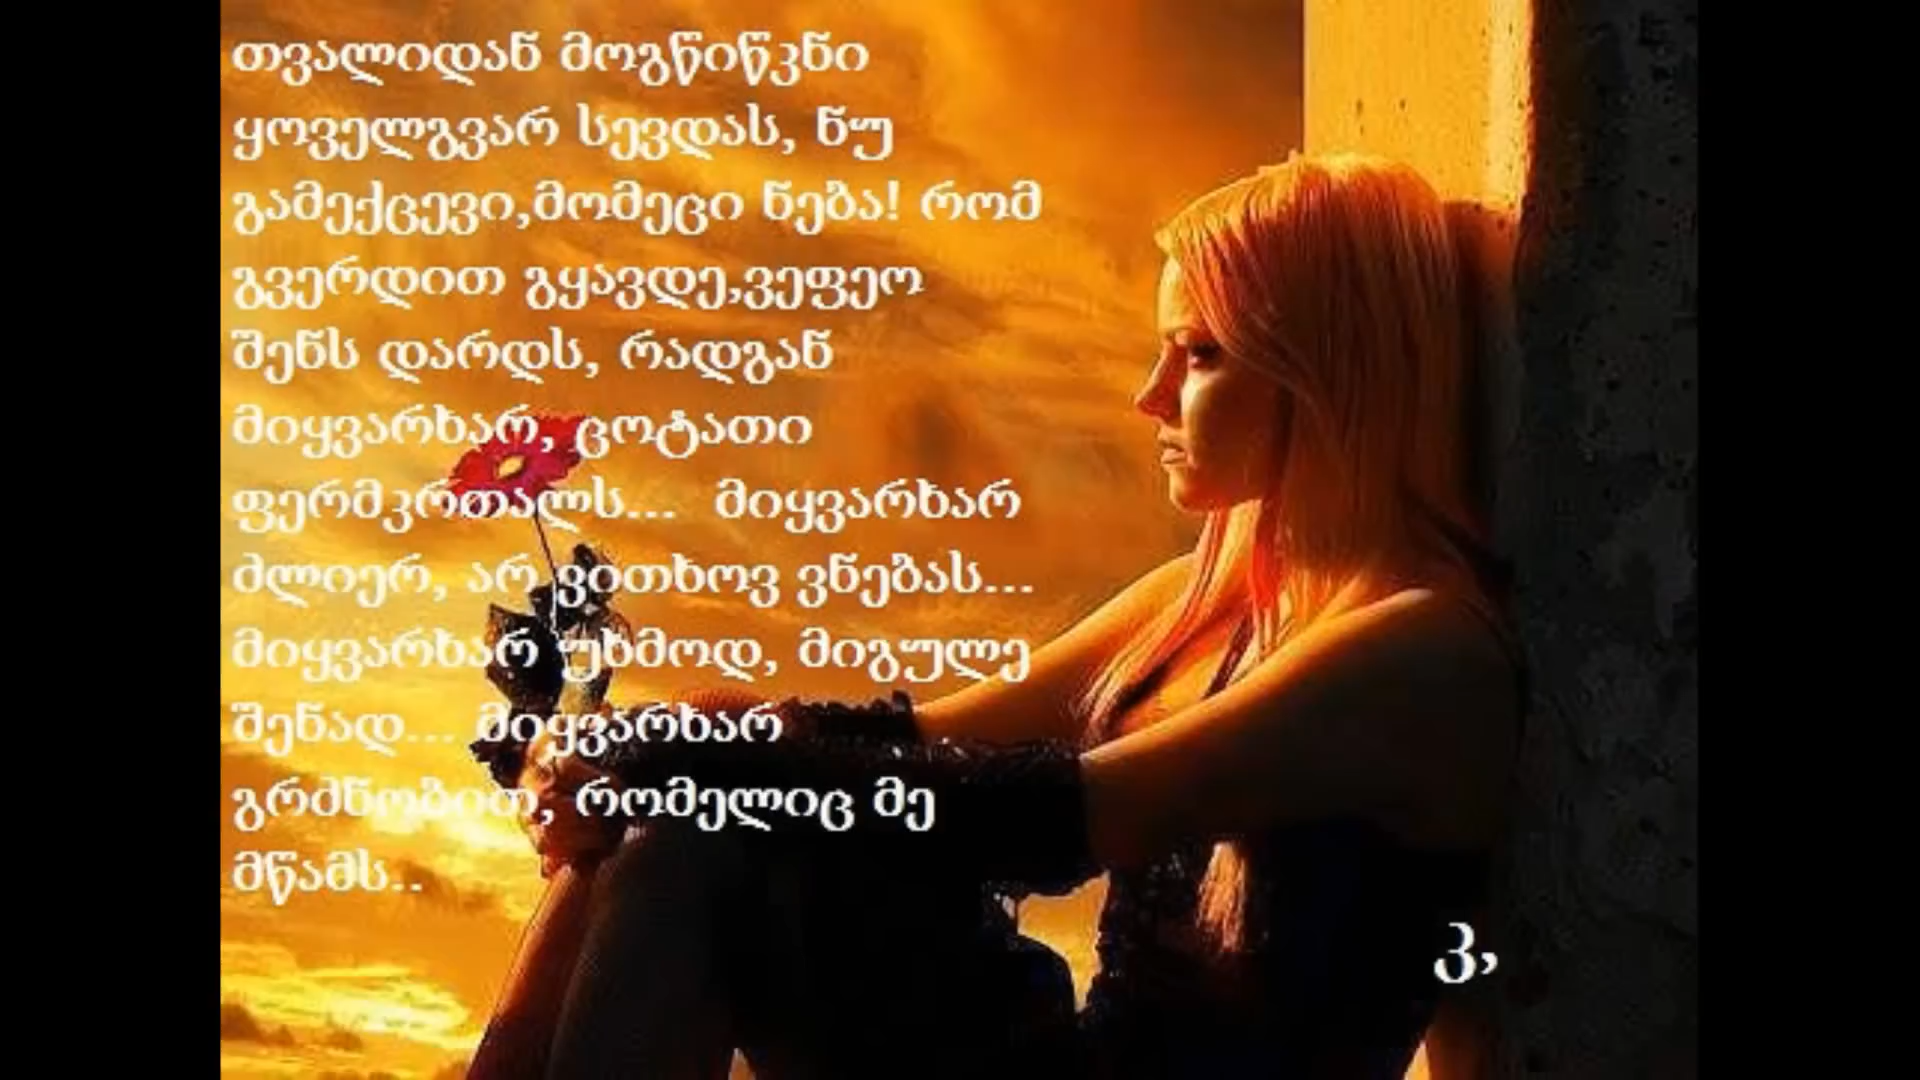 თვალიდან მოგწიწკნი
ყოველგვარ სევდას, ნუ
გამექცევი,მომეცი ნება! რომ
გვერდით გყავდე,ვეფეო
შენს დარდს, რადგან
მიყვარხარ, ცოტათი
ფერმკრთალს... მიყვარხარ
ძლიერ, არ ვითხოვ ვნებას...
მიყვარხარ უხმოდ, მიგულე
შენად... მიყვარხარ
გრძნობით, რომელიც მე
მწამს..
კ,